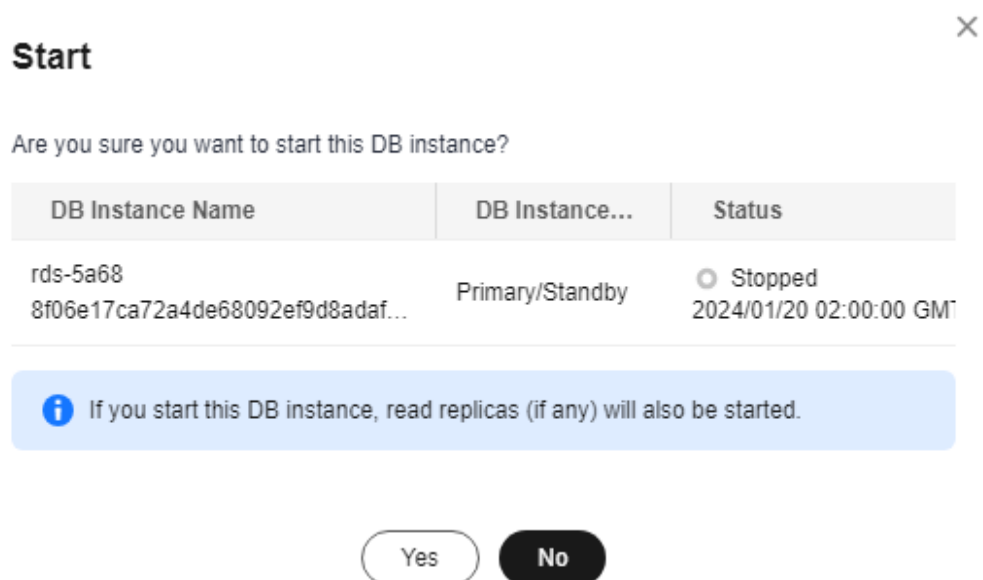 Start
Are you sure you want to start this DB instance?
DB Instance Name DB Instance... Status
rds-5a68
8f06e17ca72a4de68092ef9d8adaf...
Primary/Standby
Stopped
2024/01/20 02:00:00 GMT
If you start this DB instance, read replicas (if any) will also be started.
Yes No